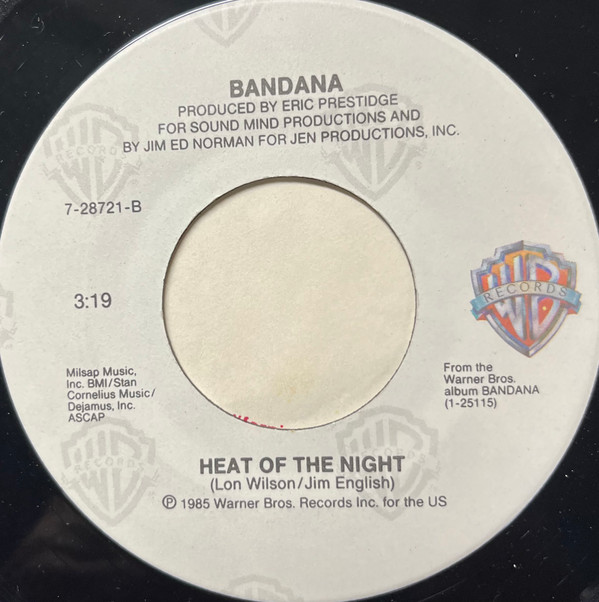 BANDANA
PRODUCED BY ERIC PRESTIDGE
FOR SOUND MIND PRODUCTIONS AND
BY JIM ED NORMAN FOR JEN PRODUCTIONS, INC.
7-28721-B
3:19
WB
RECORDS
Milsap Music,
Inc. BMI/Stan
Cornelius Music/
Dejamus, Inc.
ASCAP
From the
Warner Bros.
album BANDANA
(1-25115)
HEAT OF THE NIGHT
(Lon Wilson/Jim English)
℗ 1985 Warner Bros. Records Inc. for the US